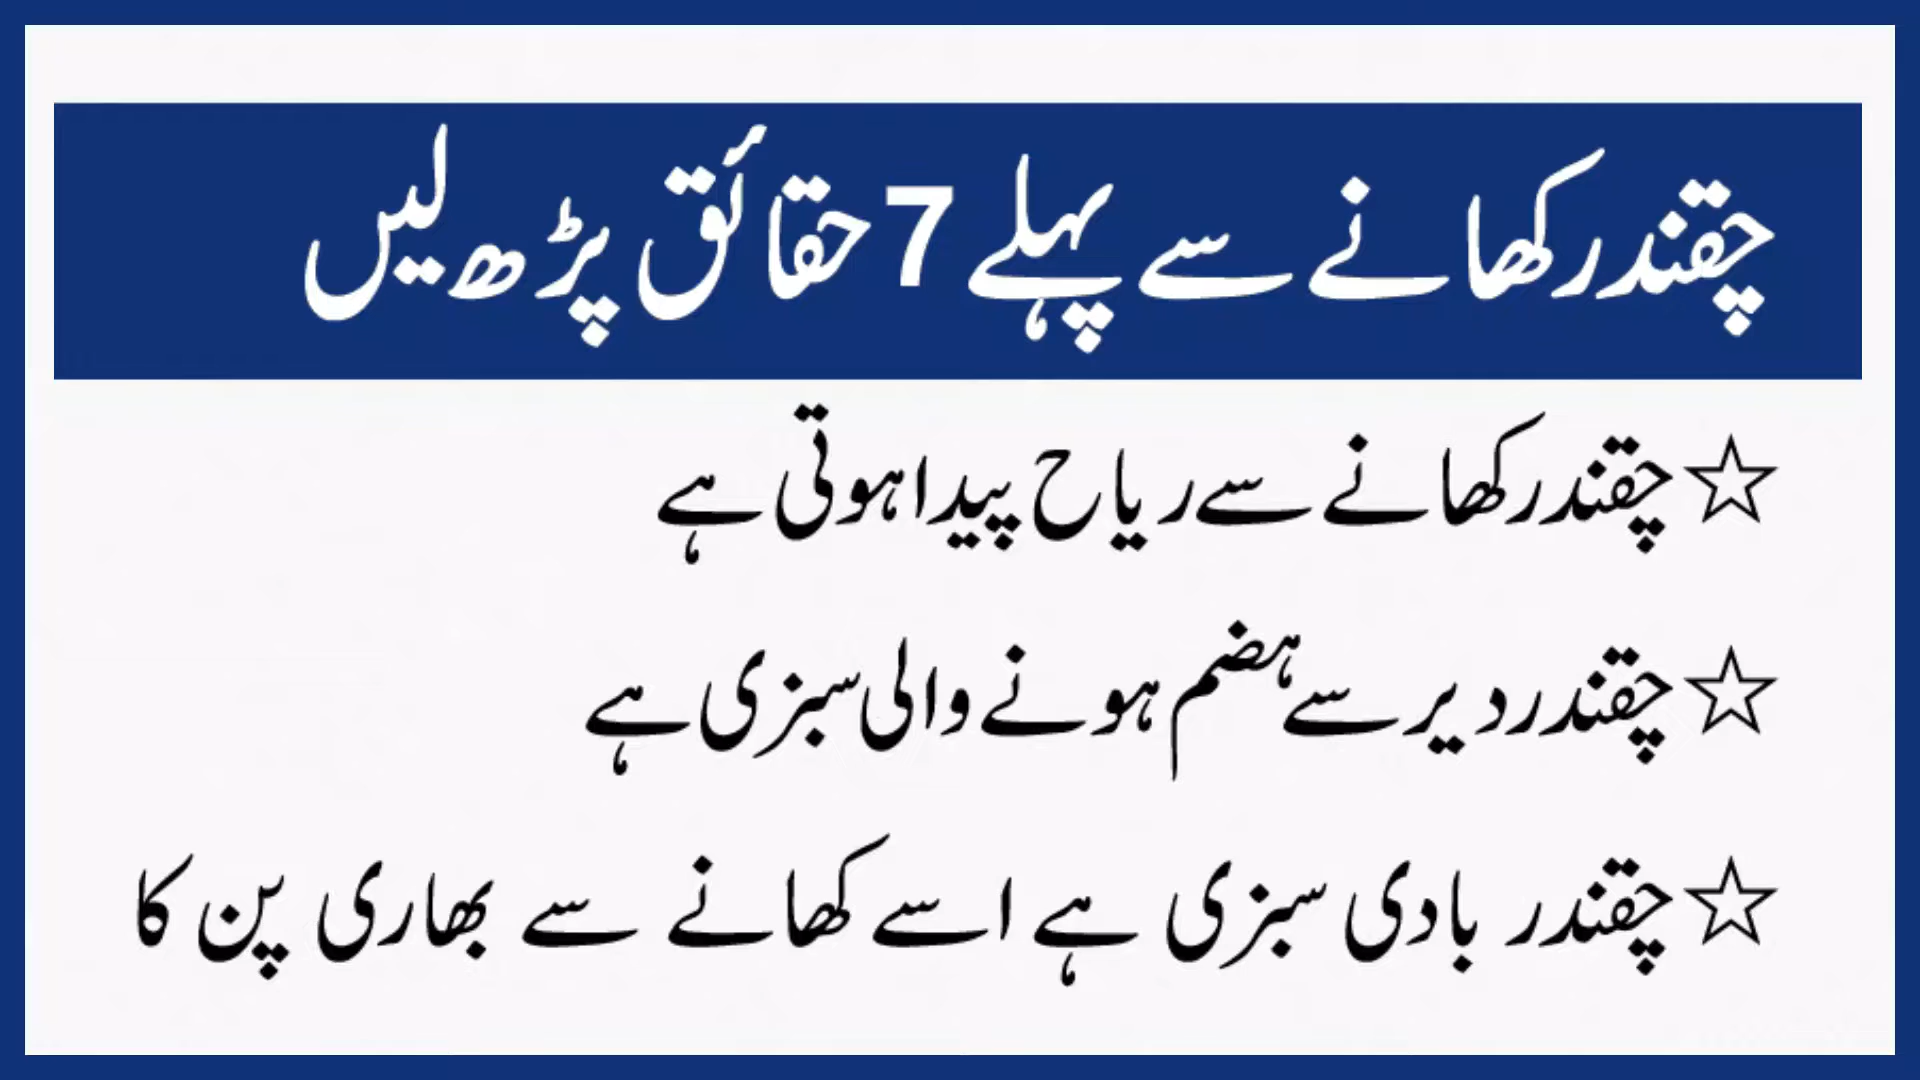 چقندر کھانے سے پہلے 7 حقائق پڑھ لیں
☆چقندر کھانے سے ریاح پیدا ہوتی ہے
☆چقندر دیر سے ہضم ہونے والی سبزی ہے
☆چقندر بادی سبزی ہے اسے کھانے سے بھاری پن کا